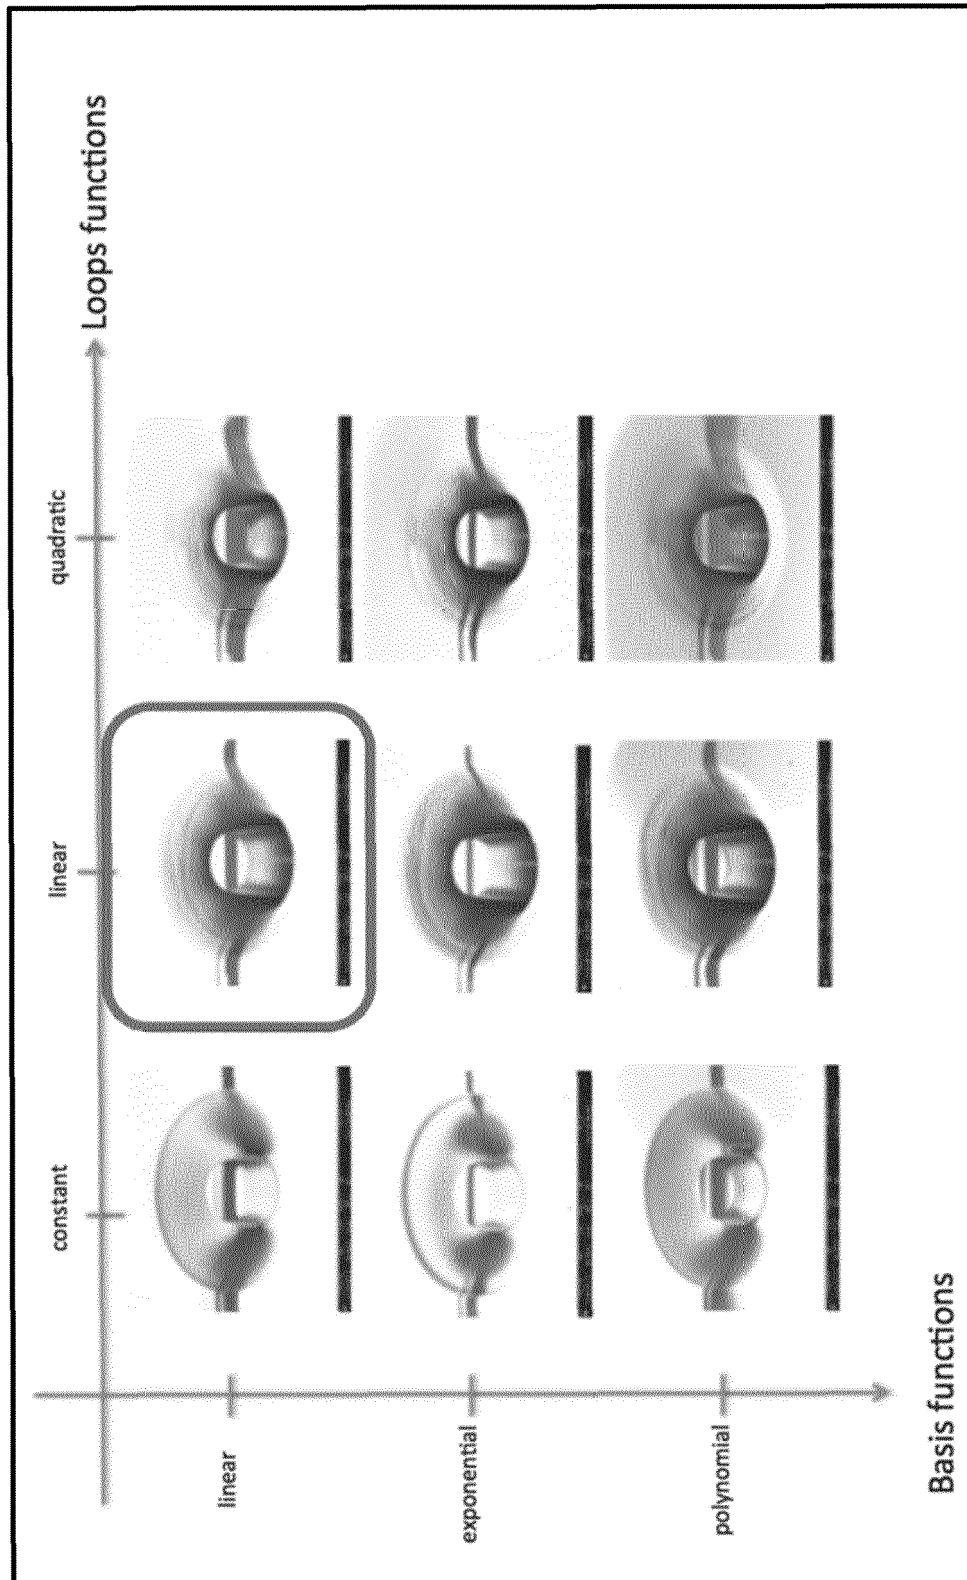 Loops functions
constant
linear
quadratic
linear
exponential
polynomial
Basis functions